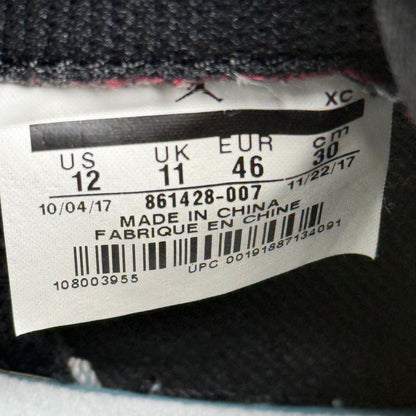 XC
US UK EUR cm
12 11 46 30
10/04/17 861428-007 11/22/17
MADE IN CHINA
FABRIQUE EN CHINE
108003955 UPC 00191887134091